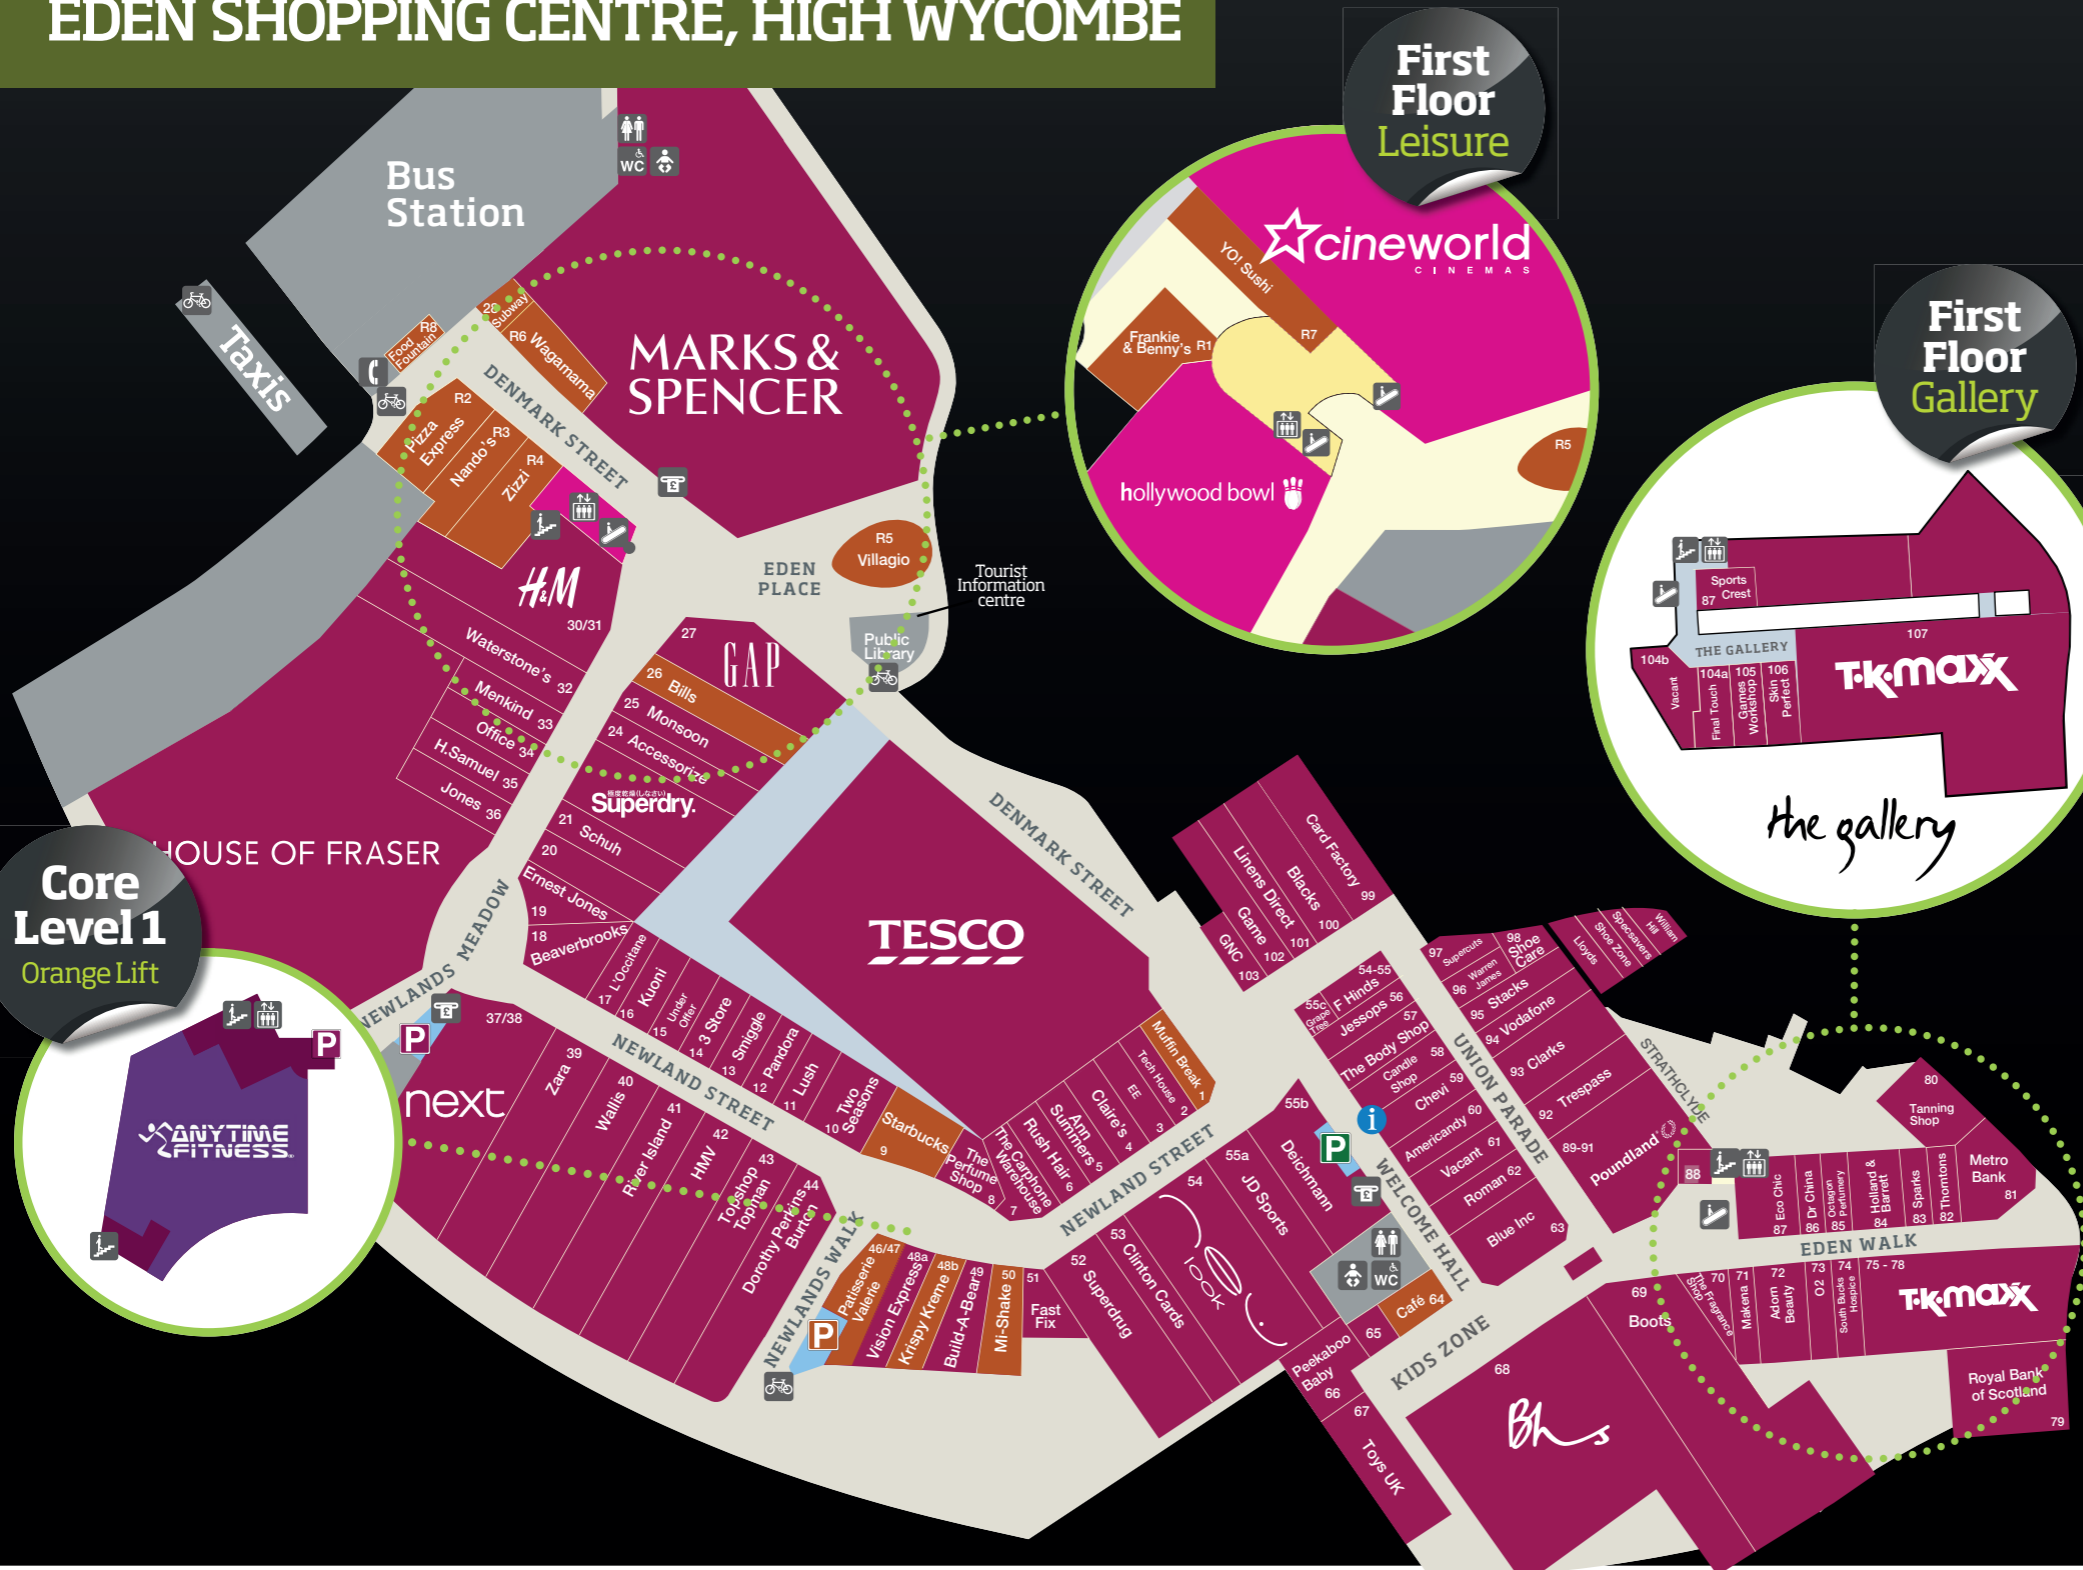 EDEN SHOPPING CENTRE, HIGH WYCOMBE
First
Floor
Leisure
First
Floor
Gallery
Core
Level 1
Orange Lift
Bus
Station
WC
Taxis
R8
Food
Fountain
28
Subway
R6 Wagamama
MARKS &
SPENCER
DENMARK STREET
R2
Pizza
Express
R3
Nando's
R4
Zizzi
H&M
30/31
EDEN
PLACE
R5
Villagio
Tourist
Information
centre
Public
Library
YO! Sushi
R7
cineworld
CINEMAS
Frankie
& Benny's R1
hollywood bowl
R5
Sports
87 Crest
THE GALLERY
104b
Vacant
104a
Final Touch
105
Games
Workshop
106
Skin
Perfect
107
T·k·maxx
the gallery
Waterstone's 32
Menkind 33
Office 34
H.Samuel 35
Jones 36
HOUSE OF FRASER
NEWLANDS MEADOW
27
GAP
26 Bills
25 Monsoon
24 Accessorize
極度乾燥(しなさい)
Superdry.
21 Schuh
20
Ernest Jones
19
18
Beaverbrooks
L'Occitane
17
Kuoni
16
Under
Offer
15
3 Store
14
Smiggle
13
Pandora
12
Lush
11
Two
Seasons
10
Starbucks
9
The
Perfume
Shop
8
The Carphone
Warehouse
7
Rush Hair
6
Ann
Summers
5
Claire's
4
EE
3
Tech House
2
Muffin Break
1
TESCO
DENMARK STREET
NEWLAND STREET
NEWLAND STREET
ANYTIME
FITNESS
P
P
37/38
next
39
Zara
40
Wallis
41
River Island
42
HMV
43
Topshop
Topman
44
Dorothy Perkins
Burton
NEWLANDS WALK
P
46/47
Patisserie
Valerie
48a
Vision Express
48b
Krispy Kreme
49
Build-A-Bear
50
Mi-Shake
51
Fast
Fix
52
Superdrug
53
Clinton Cards
54
look
55a
JD Sports
55b
Deichmann
P
i
WC
WELCOME HALL
Café 64
65
Peekaboo
Baby
66
67
Toys UK
KIDS ZONE
68
Bhs
69
Boots
Card Factory
99
Blacks
100
Linens Direct
101
Game
102
GNC
103
54-55
F Hinds
55c
Grape
Tree
Jessops 56
57
The Body Shop
58
Candle
Shop
59
Chevi
60
Americandy
61
Vacant
Roman 62
Blue Inc
63
UNION PARADE
97
Supercuts
98
Shoe
Care
96
Warren
James
95
Stacks
94 Vodafone
93 Clarks
92
Trespass
89-91
Poundland
88
STRATHCLYDE
Lloyds
Shoe Zone
Specsavers
William
Hill
80
Tanning
Shop
Metro
Bank
81
Eco Chic
87
Dr China
86
Octagon
Perfumery
85
Holland &
Barrett
84
Sparks
83
Thorntons
82
EDEN WALK
The Fragrance
Shop
70
71
Makena
72
Adorn
Beauty
73
O2
74
South Bucks
Hospice
75 - 78
T·k·maxx
Royal Bank
of Scotland
79